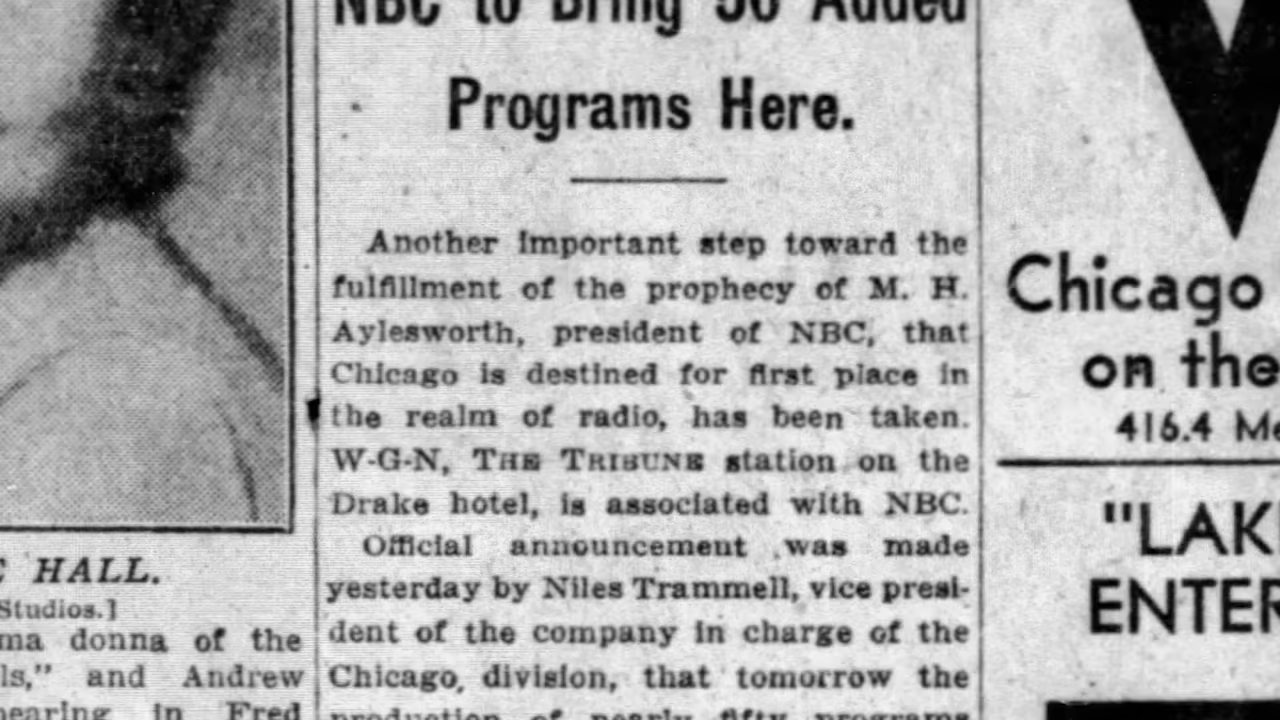 NBC to Bring 50 Added
Programs Here.
Another important step toward the
fulfillment of the prophecy of M. H.
Aylesworth, president of NBC, that
Chicago is destined for first place in
the realm of radio, has been taken.
W-G-N, THE TRIBUNE station on the
Drake hotel, is associated with NBC.
Official announcement was made
yesterday by Niles Trammell, vice presi-
dent of the company in charge of the
Chicago, division, that tomorrow the
production of nearly fifty programs
HALL.
Studios.]
ma donna of the
ls," and Andrew
pearing in Fred
Chicago
on the
416.4 Me
"LAK
ENTER